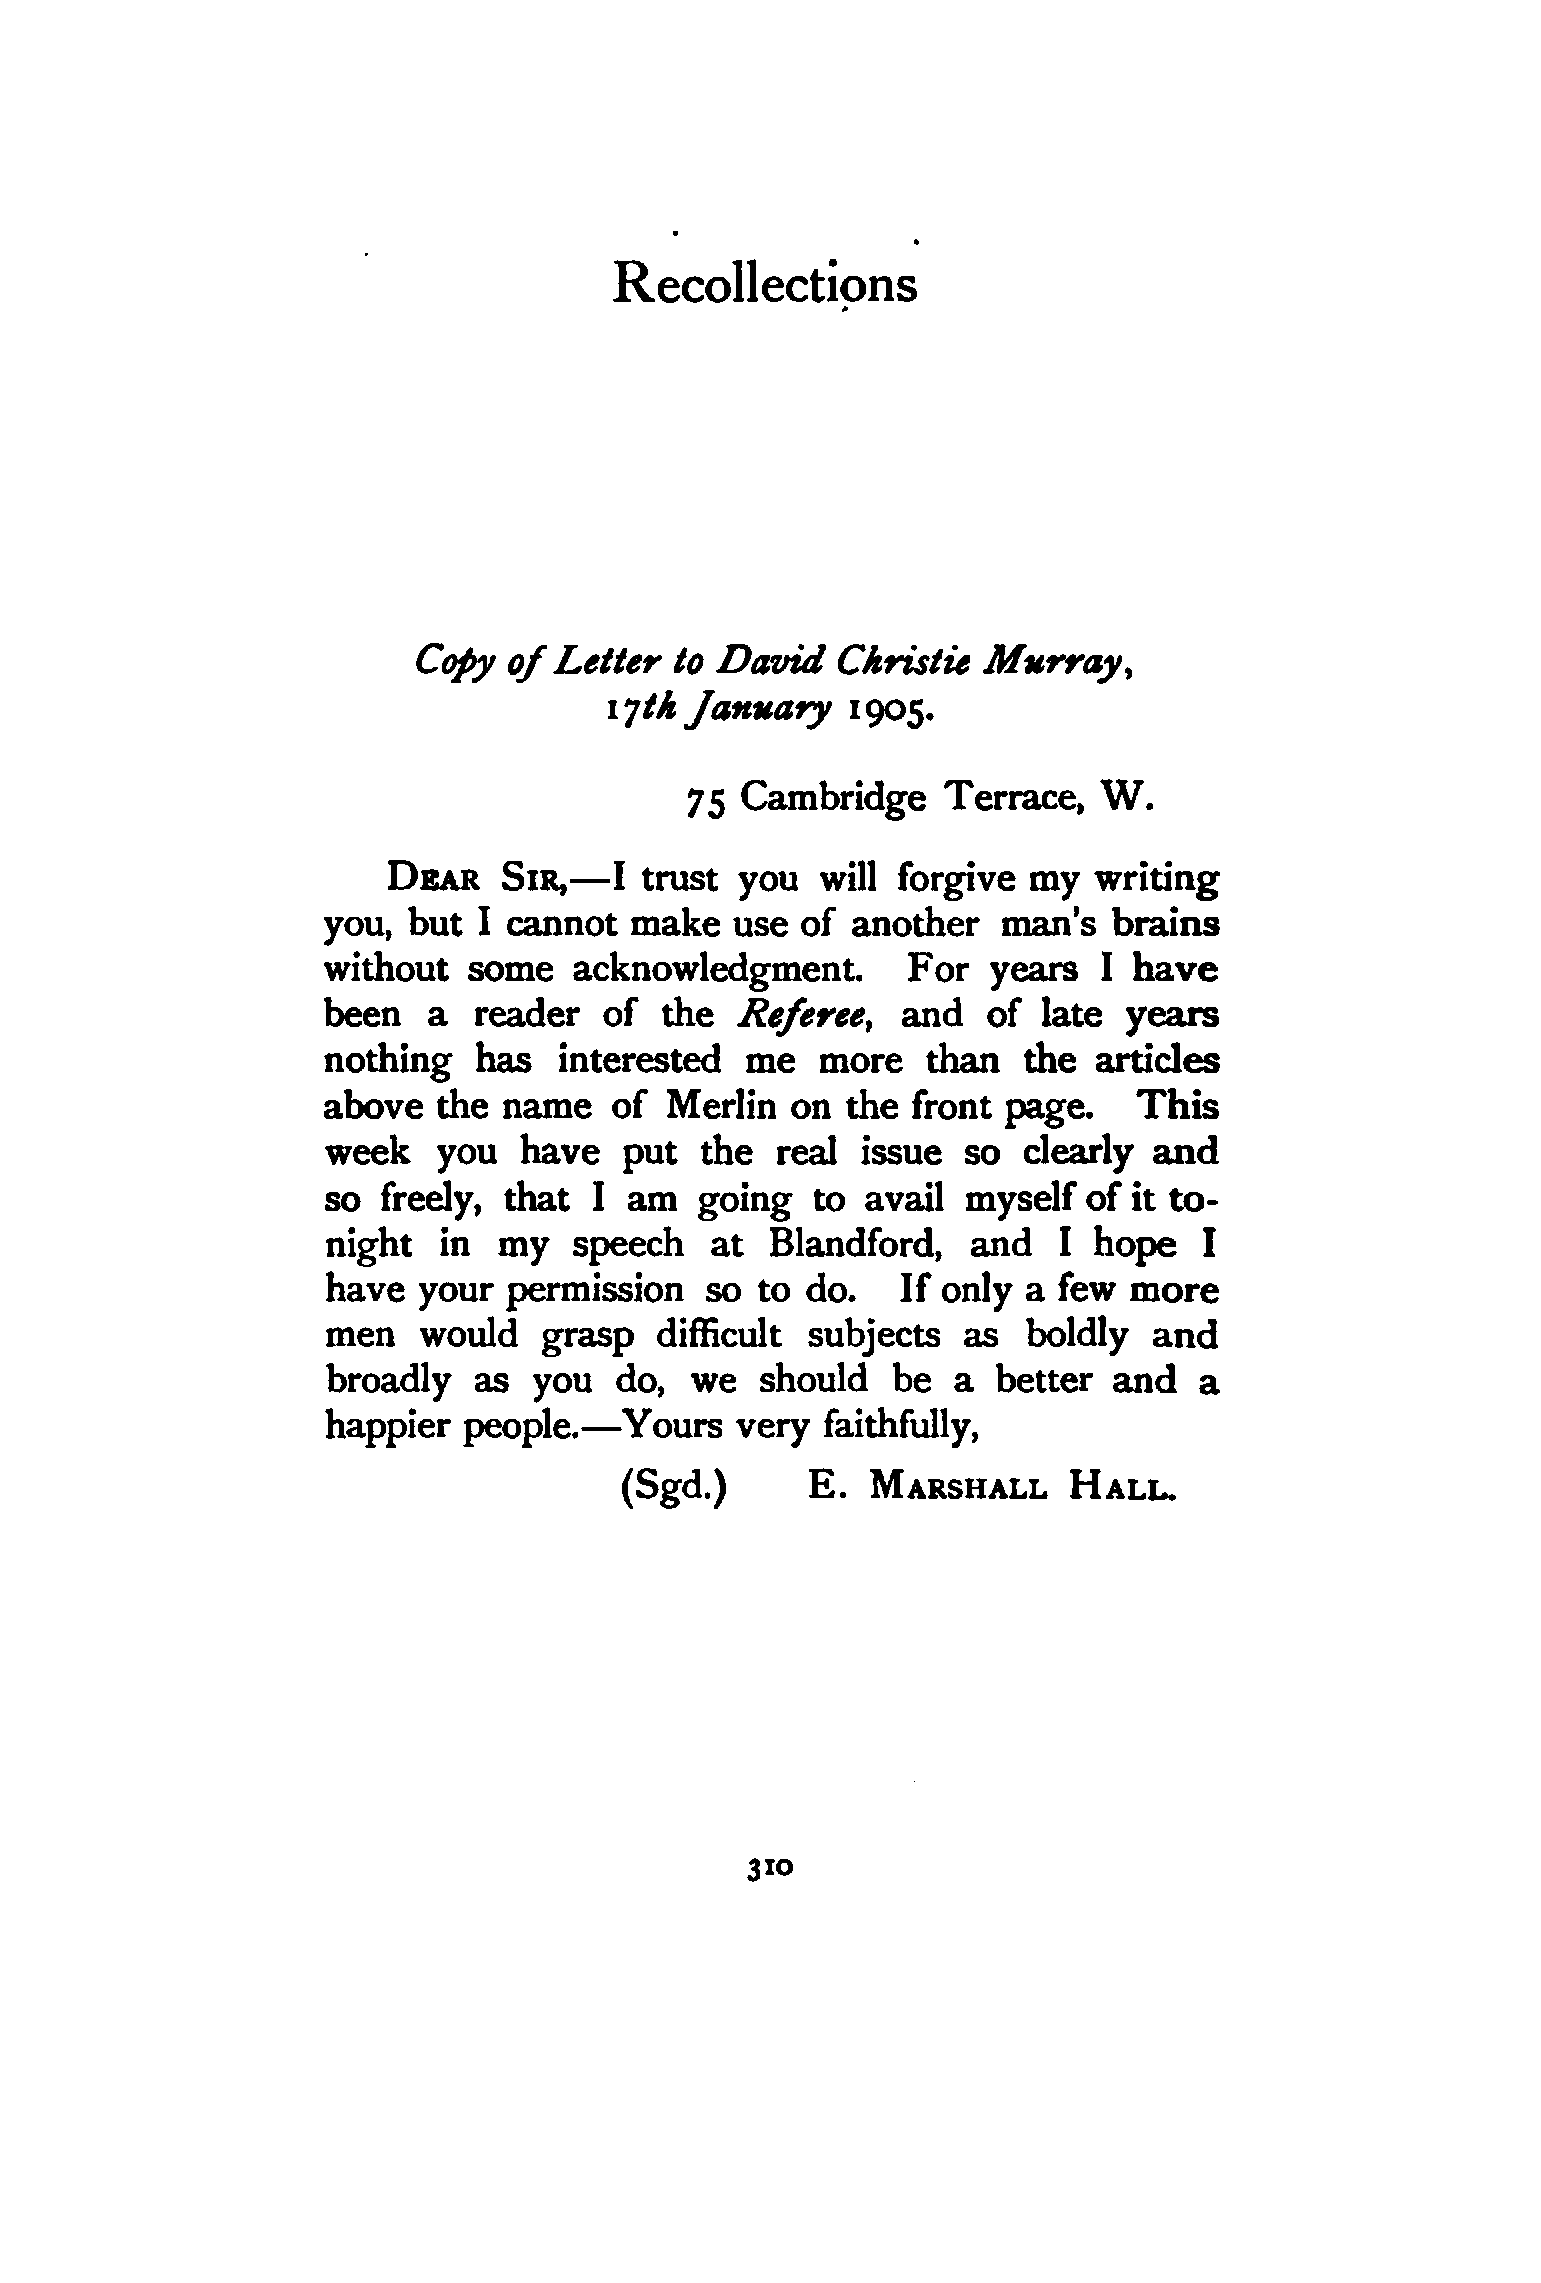 Recollections
Copy of Letter to David Christie Murray,
17th January 1905.
75 Cambridge Terrace, W.
DEAR SIR,—I trust you will forgive my writing
you, but I cannot make use of another man's brains
without some acknowledgment. For years I have
been a reader of the Referee, and of late years
nothing has interested me more than the articles
above the name of Merlin on the front page. This
week you have put the real issue so clearly and
so freely, that I am going to avail myself of it to-
night in my speech at Blandford, and I hope I
have your permission so to do. If only a few more
men would grasp difficult subjects as boldly and
broadly as you do, we should be a better and a
happier people.—Yours very faithfully,
(Sgd.) E. MARSHALL HALL.
310